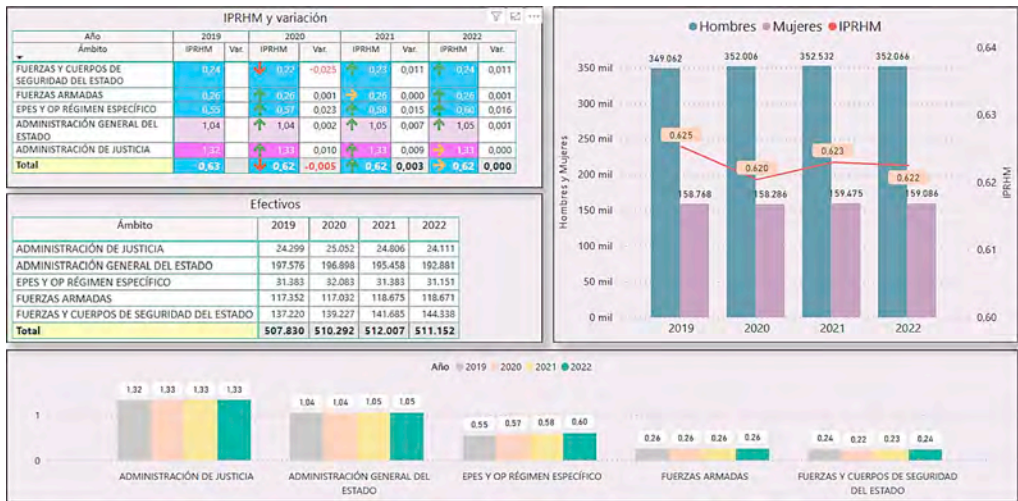 IPRHM y variación
Año 2019 2020 2021 2022
Ámbito IPRHM Var. IPRHM Var. IPRHM Var. IPRHM Var.
FUERZAS Y CUERPOS DE 0,24 0,22 -0,025 0,23 0,011 0,24 0,011
SEGURIDAD DEL ESTADO
FUERZAS ARMADAS 0,26 0,26 0,001 0,26 0,000 0,26 0,001
EPES Y OP RÉGIMEN ESPECÍFICO 0,55 0,57 0,023 0,58 0,015 0,60 0,016
ADMINISTRACIÓN GENERAL DEL 1,04 1,04 0,002 1,05 0,007 1,05 0,001
ESTADO
ADMINISTRACIÓN DE JUSTICIA 1,32 1,33 0,010 1,33 0,009 1,33 0,000
Total 0,63 0,62 -0,005 0,62 0,003 0,62 0,000
Efectivos
Ámbito 2019 2020 2021 2022
ADMINISTRACIÓN DE JUSTICIA 24.299 25.052 24.806 24.111
ADMINISTRACIÓN GENERAL DEL ESTADO 197.576 196.898 195.458 192.881
EPES Y OP RÉGIMEN ESPECÍFICO 31.383 32.083 31.383 31.151
FUERZAS ARMADAS 117.352 117.032 118.675 118.671
FUERZAS Y CUERPOS DE SEGURIDAD DEL ESTADO 137.220 139.227 141.685 144.338
Total 507.830 510.292 512.007 511.152
Hombres Mujeres IPRHM
349.062 352.006 352.532 352.066
0,64
350 mil
300 mil
0,63
250 mil
0.625 0.620 0.623 0.622
200 mil
0,62
158.768 158.286 159.475 159.086
150 mil
100 mil
0,61
50 mil
0 mil
0,60
Hombres y Mujeres
IPRHM
2019 2020 2021 2022
Año 2019 2020 2021 2022
1,32 1,33 1,33 1,33
1,04 1,04 1,05 1,05
0,55 0,57 0,58 0,60
0,26 0,26 0,26 0,26
0,24 0,22 0,23 0,24
1
0
ADMINISTRACIÓN DE JUSTICIA ADMINISTRACIÓN GENERAL DEL EPES Y OP RÉGIMEN ESPECÍFICO FUERZAS ARMADAS FUERZAS Y CUERPOS DE SEGURIDAD
ESTADO DEL ESTADO